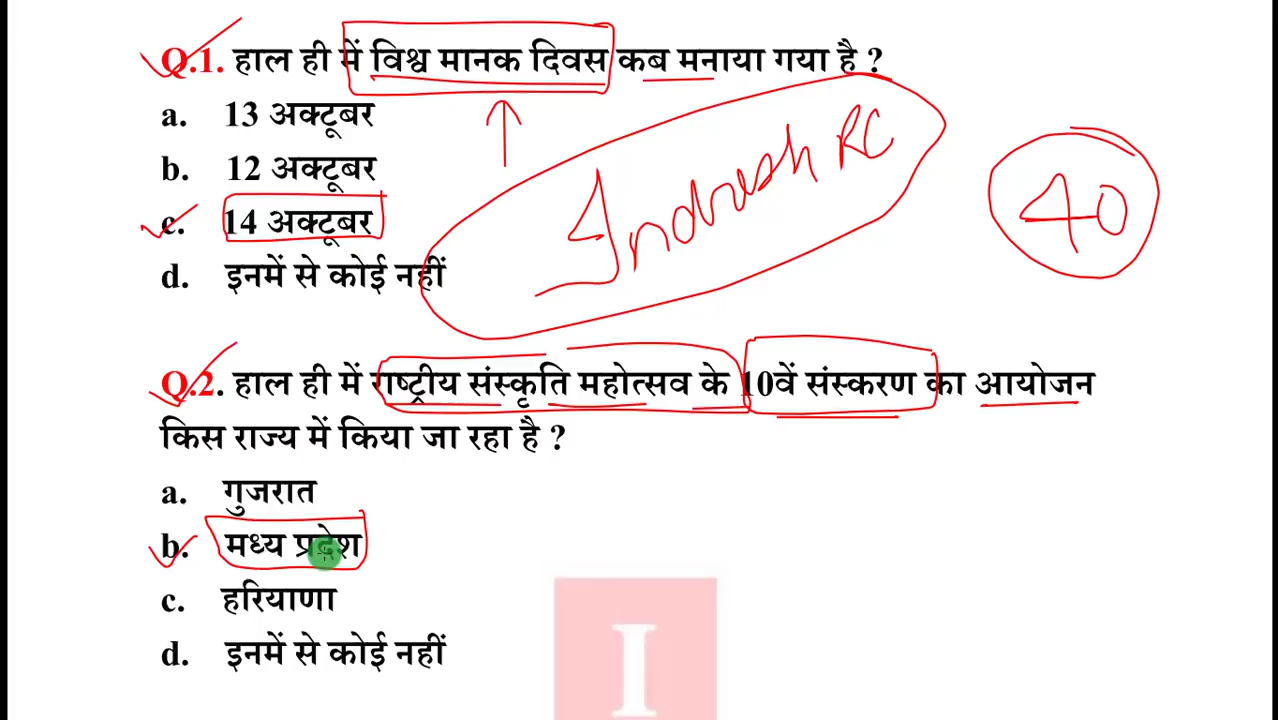 Q.1. हाल ही में विश्व मानक दिवस कब मनाया गया है ?
a. 13 अक्टूबर
b. 12 अक्टूबर
c. 14 अक्टूबर
d. इनमें से कोई नहीं
Indresh RC
40
Q.2. हाल ही में राष्ट्रीय संस्कृति महोत्सव के 10वें संस्करण का आयोजन
किस राज्य में किया जा रहा है ?
a. गुजरात
b. मध्य प्रदेश
c. हरियाणा
d. इनमें से कोई नहीं
I